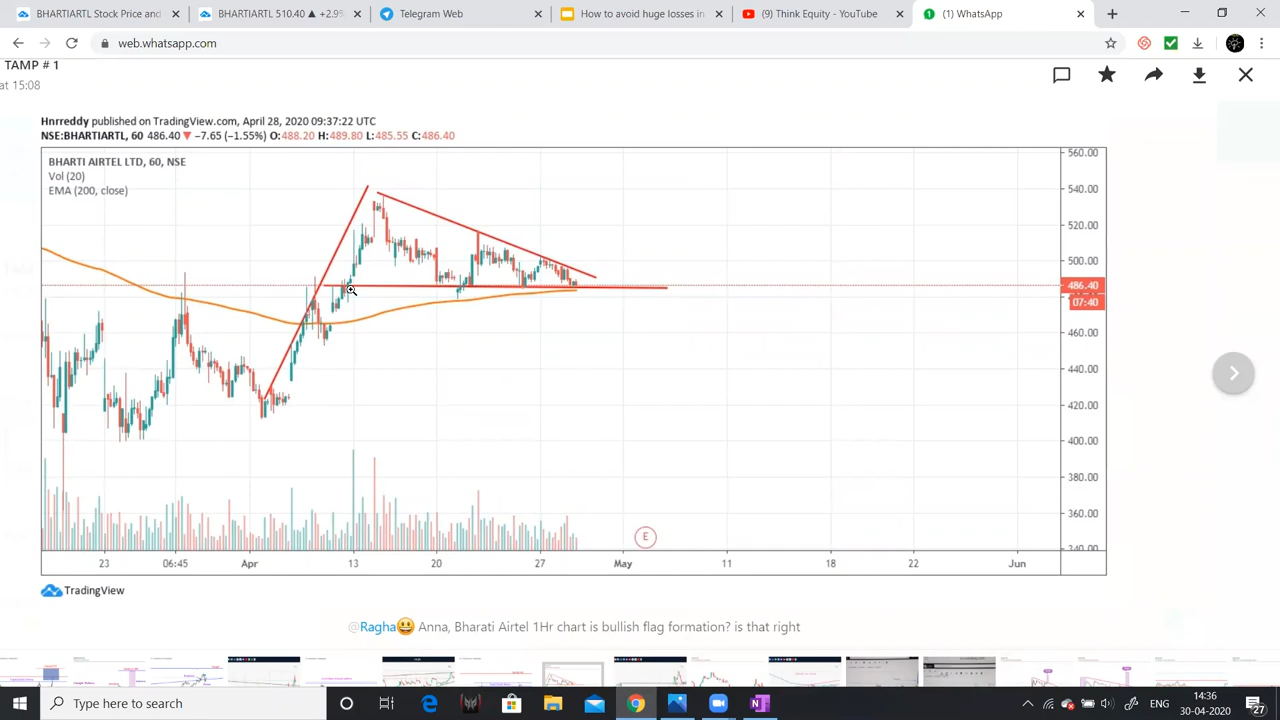 BHARTIARTL Stock Price and
BHARTIARTL 510.40 ▲ +2.9%
Telegram Web
How to avoid huge losses in
(9) Think Equity - YouTube
(1) WhatsApp
web.whatsapp.com
TAMP # 1
at 15:08
Hnrreddy published on TradingView.com, April 28, 2020 09:37:22 UTC
NSE:BHARTIARTL, 60 486.40 ▼ −7.65 (−1.55%) O:488.20 H:489.80 L:485.55 C:486.40
BHARTI AIRTEL LTD, 60, NSE
Vol (20)
EMA (200, close)
560.00
540.00
520.00
500.00
486.40
07:40
460.00
440.00
420.00
400.00
380.00
360.00
340.00
E
23 06:45 Apr 13 20 27 May 11 18 22 Jun
TradingView
@Ragha😃 Anna, Bharati Airtel 1Hr chart is bullish flag formation? is that right
Type here to search
ENG
14:36
30-04-2020
27